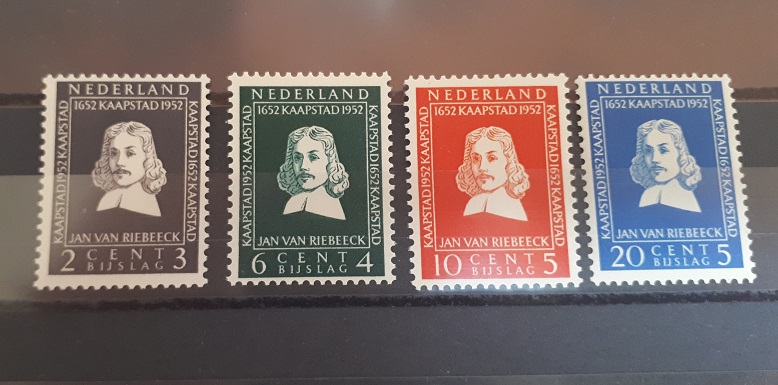 NEDERLAND
1652 KAAPSTAD 1952
KAAPSTAD 1952 KAAPSTAD
KAAPSTAD 1652 KAAPSTAD
JAN VAN RIEBEECK
2 CENT 3
BIJSLAG
NEDERLAND
1652 KAAPSTAD 1952
KAAPSTAD 1952 KAAPSTAD
KAAPSTAD 1652 KAAPSTAD
JAN VAN RIEBEECK
6 CENT 4
BIJSLAG
NEDERLAND
1652 KAAPSTAD 1952
KAAPSTAD 1952 KAAPSTAD
KAAPSTAD 1652 KAAPSTAD
JAN VAN RIEBEECK
10 CENT 5
BIJSLAG
NEDERLAND
1652 KAAPSTAD 1952
KAAPSTAD 1952 KAAPSTAD
KAAPSTAD 1652 KAAPSTAD
JAN VAN RIEBEECK
20 CENT 5
BIJSLAG